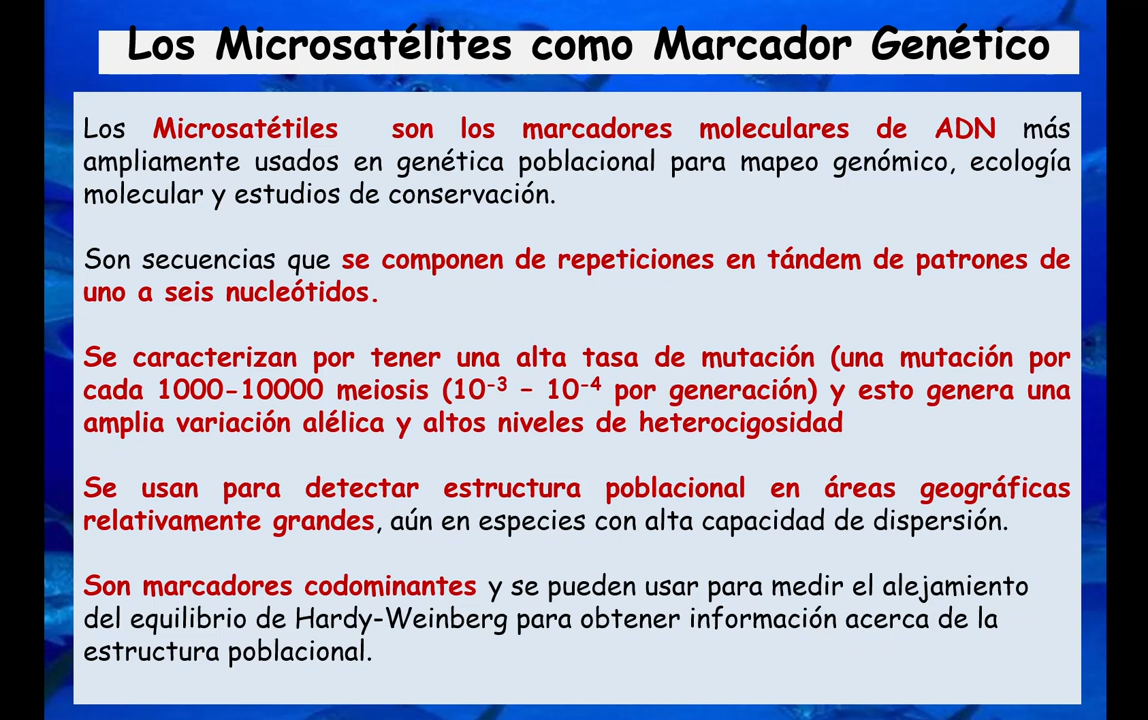 Los Microsatélites como Marcador Genético
Los Microsatétiles son los marcadores moleculares de ADN más
ampliamente usados en genética poblacional para mapeo genómico, ecología
molecular y estudios de conservación.
Son secuencias que se componen de repeticiones en tándem de patrones de
uno a seis nucleótidos.
Se caracterizan por tener una alta tasa de mutación (una mutación por
cada 1000-10000 meiosis (10⁻³ – 10⁻⁴ por generación) y esto genera una
amplia variación alélica y altos niveles de heterocigosidad
Se usan para detectar estructura poblacional en áreas geográficas
relativamente grandes, aún en especies con alta capacidad de dispersión.
Son marcadores codominantes y se pueden usar para medir el alejamiento
del equilibrio de Hardy-Weinberg para obtener información acerca de la
estructura poblacional.